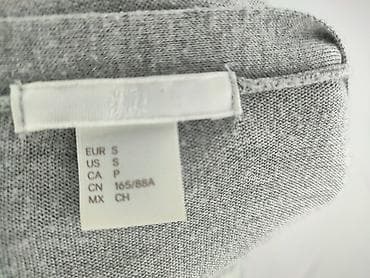 EUR S
US S
CA P
CN 165/88A
MX CH